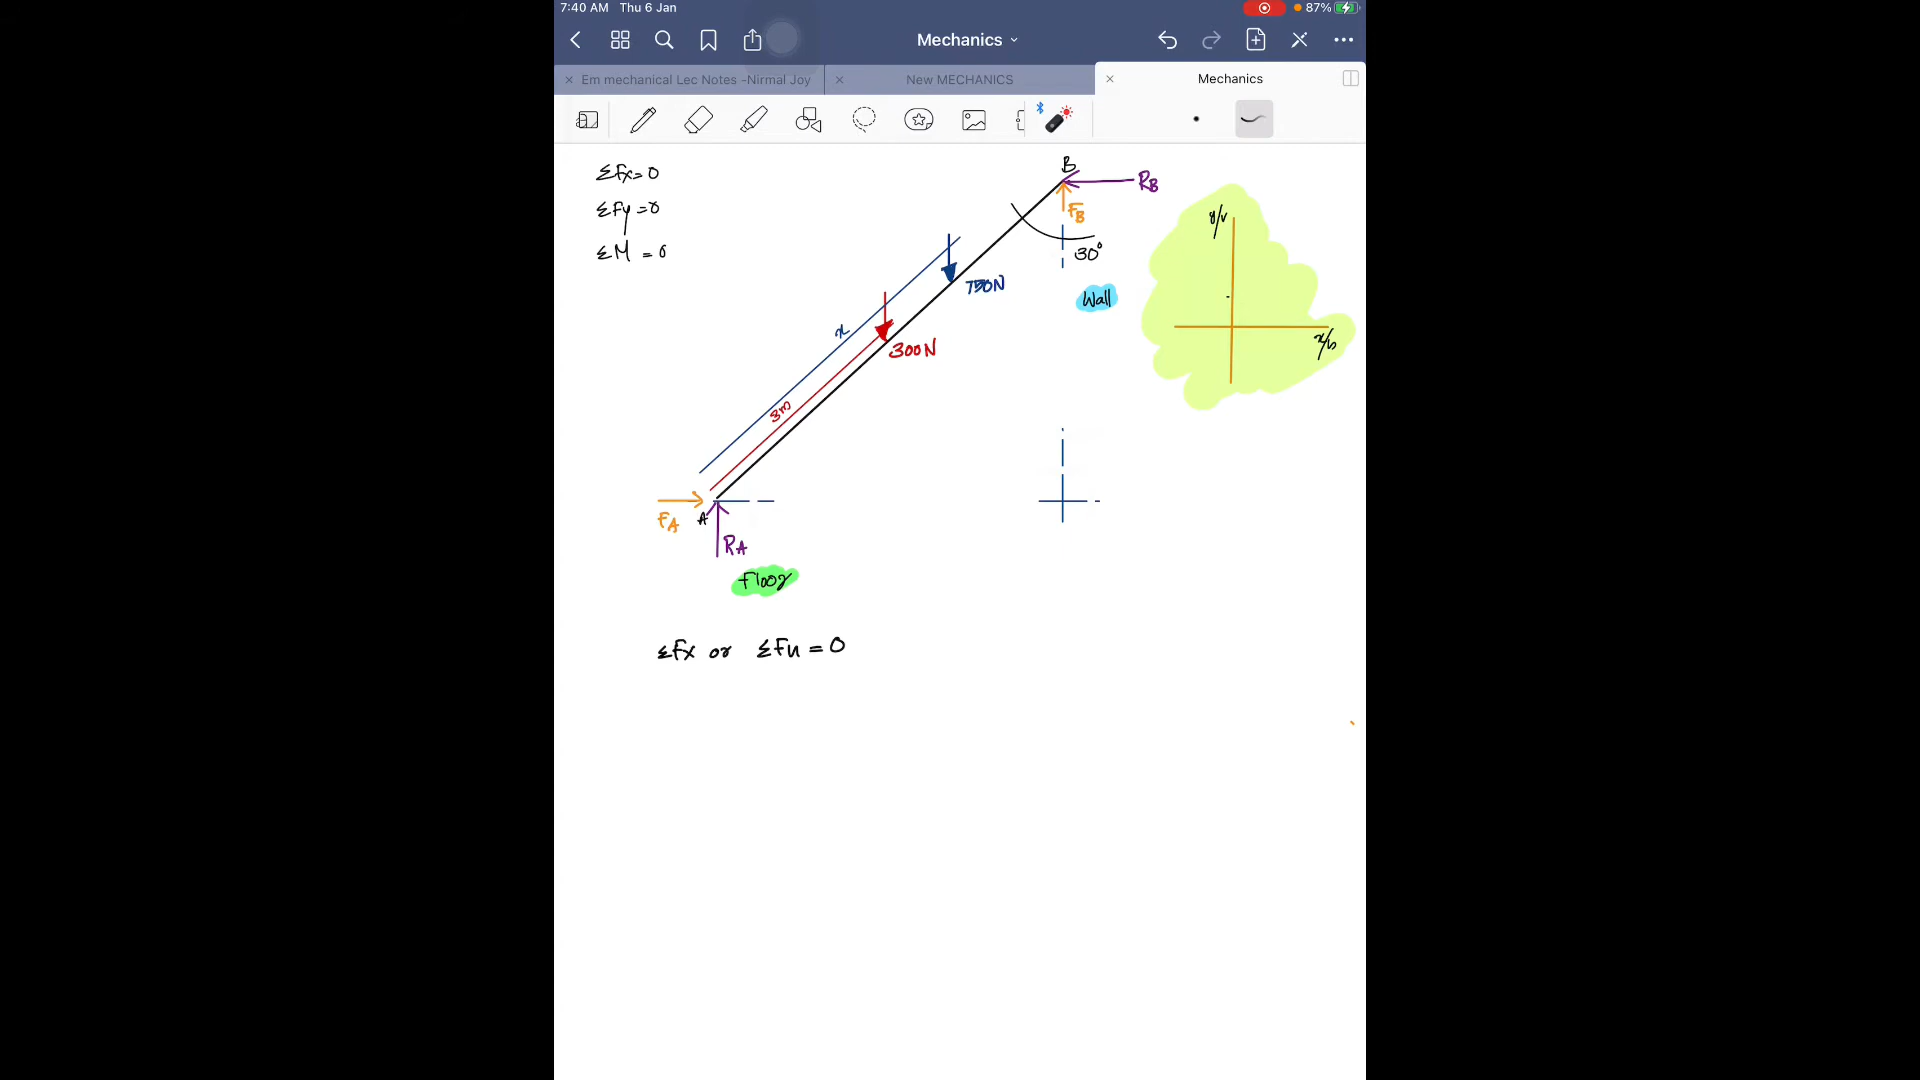 7:40 AM Thu 6 Jan
87%
Mechanics
Em mechanical Lec Notes -Nirmal Joy
New MECHANICS
Mechanics
ΣFx=0
ΣFy=0
ΣM=0
B
RB
FB
30°
750N
Wall
x
300N
3m
y/v
x/h
FA
A
RA
Floor
ΣFx or ΣFH=0